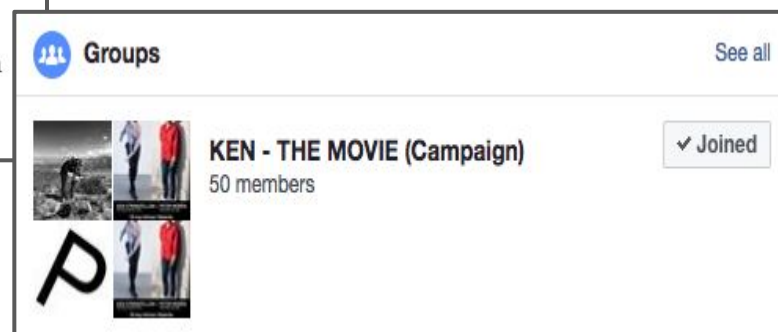 Groups
See all
KEN - THE MOVIE (Campaign)
✓ Joined
50 members
P